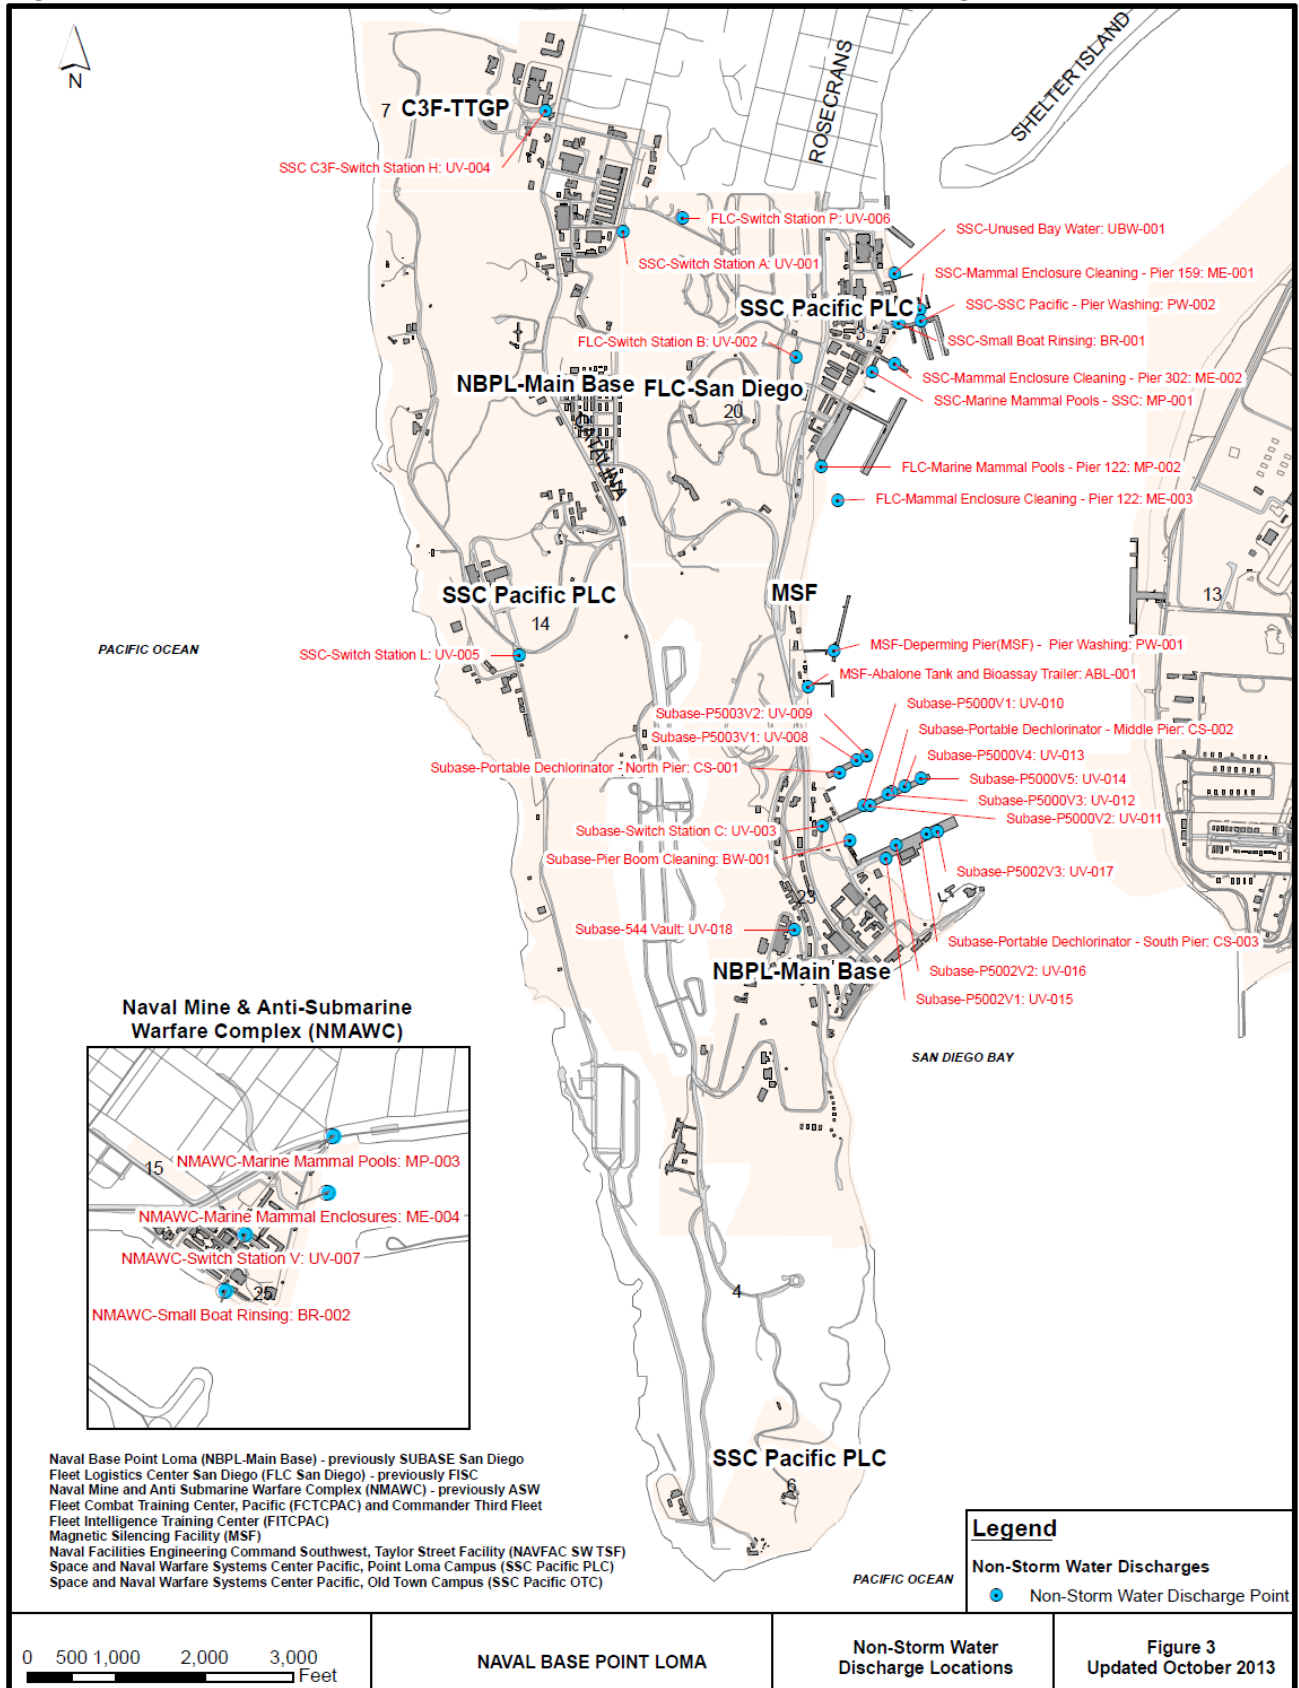 N
7
C3F-TTGP
ROSECRANS
SHELTER ISLAND
SSC C3F-Switch Station H: UV-004
FLC-Switch Station P: UV-006
SSC-Unused Bay Water: UBW-001
SSC-Switch Station A: UV-001
SSC-Mammal Enclosure Cleaning - Pier 159: ME-001
SSC Pacific PLC
SSC-SSC Pacific - Pier Washing: PW-002
3
FLC-Switch Station B: UV-002
SSC-Small Boat Rinsing: BR-001
SSC-Mammal Enclosure Cleaning - Pier 302: ME-002
NBPL-Main Base
FLC-San Diego
SSC-Marine Mammal Pools - SSC: MP-001
20
CATALINA
FLC-Marine Mammal Pools - Pier 122: MP-002
FLC-Mammal Enclosure Cleaning - Pier 122: ME-003
SSC Pacific PLC
MSF
13
14
PACIFIC OCEAN
SSC-Switch Station L: UV-005
MSF-Deperming Pier(MSF) - Pier Washing: PW-001
MSF-Abalone Tank and Bioassay Trailer: ABL-001
Subase-P5003V2: UV-009
Subase-P5000V1: UV-010
Subase-P5003V1: UV-008
Subase-Portable Dechlorinator - Middle Pier: CS-002
Subase-Portable Dechlorinator - North Pier: CS-001
Subase-P5000V4: UV-013
Subase-P5000V5: UV-014
Subase-P5000V3: UV-012
Subase-P5000V2: UV-011
Subase-Switch Station C: UV-003
Subase-Pier Boom Cleaning: BW-001
Subase-P5002V3: UV-017
23
Subase-544 Vault: UV-018
Subase-Portable Dechlorinator - South Pier: CS-003
NBPL-Main Base
Subase-P5002V2: UV-016
Subase-P5002V1: UV-015
SAN DIEGO BAY
Naval Mine & Anti-Submarine
Warfare Complex (NMAWC)
15
NMAWC-Marine Mammal Pools: MP-003
NMAWC-Marine Mammal Enclosures: ME-004
NMAWC-Switch Station V: UV-007
25
NMAWC-Small Boat Rinsing: BR-002
4
SSC Pacific PLC
6
Naval Base Point Loma (NBPL-Main Base) - previously SUBASE San Diego
Fleet Logistics Center San Diego (FLC San Diego) - previously FISC
Naval Mine and Anti Submarine Warfare Complex (NMAWC) - previously ASW
Fleet Combat Training Center, Pacific (FCTCPAC) and Commander Third Fleet
Fleet Intelligence Training Center (FITCPAC)
Magnetic Silencing Facility (MSF)
Naval Facilities Engineering Command Southwest, Taylor Street Facility (NAVFAC SW TSF)
Space and Naval Warfare Systems Center Pacific, Point Loma Campus (SSC Pacific PLC)
Space and Naval Warfare Systems Center Pacific, Old Town Campus (SSC Pacific OTC)
PACIFIC OCEAN
Legend
Non-Storm Water Discharges
Non-Storm Water Discharge Point
0 500 1,000 2,000 3,000
Feet
NAVAL BASE POINT LOMA
Non-Storm Water
Discharge Locations
Figure 3
Updated October 2013